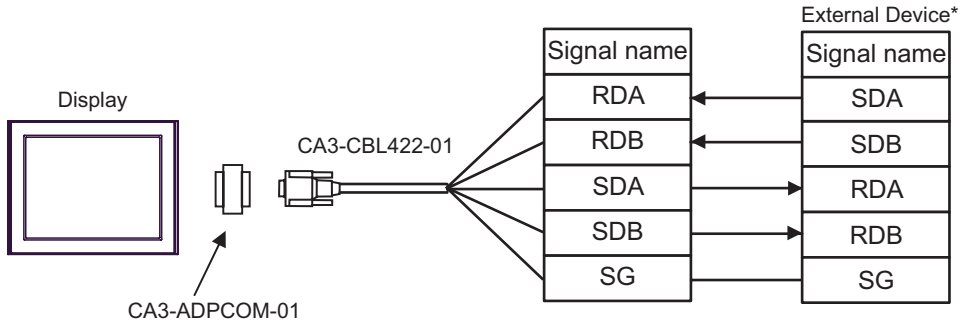 External Device*
Signal name
Signal name
RDA
SDA
Display
RDB
SDB
CA3-CBL422-01
SDA
RDA
SDB
RDB
SG
SG
CA3-ADPCOM-01